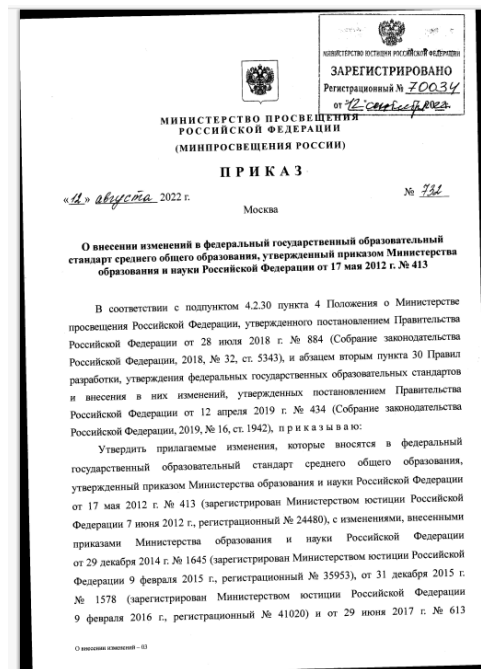 МИНИСТЕРСТВО ЮСТИЦИИ РОССИЙСКОЙ ФЕДЕРАЦИИ
ЗАРЕГИСТРИРОВАНО
Регистрационный № 70034
от "12 сентября 2022.
МИНИСТЕРСТВО ПРОСВЕЩЕНИЯ
РОССИЙСКОЙ ФЕДЕРАЦИИ
(МИНПРОСВЕЩЕНИЯ РОССИИ)
ПРИКАЗ
«12» августа 2022 г.
№ 732
Москва
О внесении изменений в федеральный государственный образовательный
стандарт среднего общего образования, утвержденный приказом Министерства
образования и науки Российской Федерации от 17 мая 2012 г. № 413
В соответствии с подпунктом 4.2.30 пункта 4 Положения о Министерстве
просвещения Российской Федерации, утвержденного постановлением Правительства
Российской Федерации от 28 июля 2018 г. № 884 (Собрание законодательства
Российской Федерации, 2018, № 32, ст. 5343), и абзацем вторым пункта 30 Правил
разработки, утверждения федеральных государственных образовательных стандартов
и внесения в них изменений, утвержденных постановлением Правительства
Российской Федерации от 12 апреля 2019 г. № 434 (Собрание законодательства
Российской Федерации, 2019, № 16, ст. 1942), п р и к а з ы в а ю:
Утвердить прилагаемые изменения, которые вносятся в федеральный
государственный образовательный стандарт среднего общего образования,
утвержденный приказом Министерства образования и науки Российской Федерации
от 17 мая 2012 г. № 413 (зарегистрирован Министерством юстиции Российской
Федерации 7 июня 2012 г., регистрационный № 24480), с изменениями, внесенными
приказами Министерства образования и науки Российской Федерации
от 29 декабря 2014 г. № 1645 (зарегистрирован Министерством юстиции Российской
Федерации 9 февраля 2015 г., регистрационный № 35953), от 31 декабря 2015 г.
№ 1578 (зарегистрирован Министерством юстиции Российской Федерации
9 февраля 2016 г., регистрационный № 41020) и от 29 июня 2017 г. № 613
О внесении изменений – 03